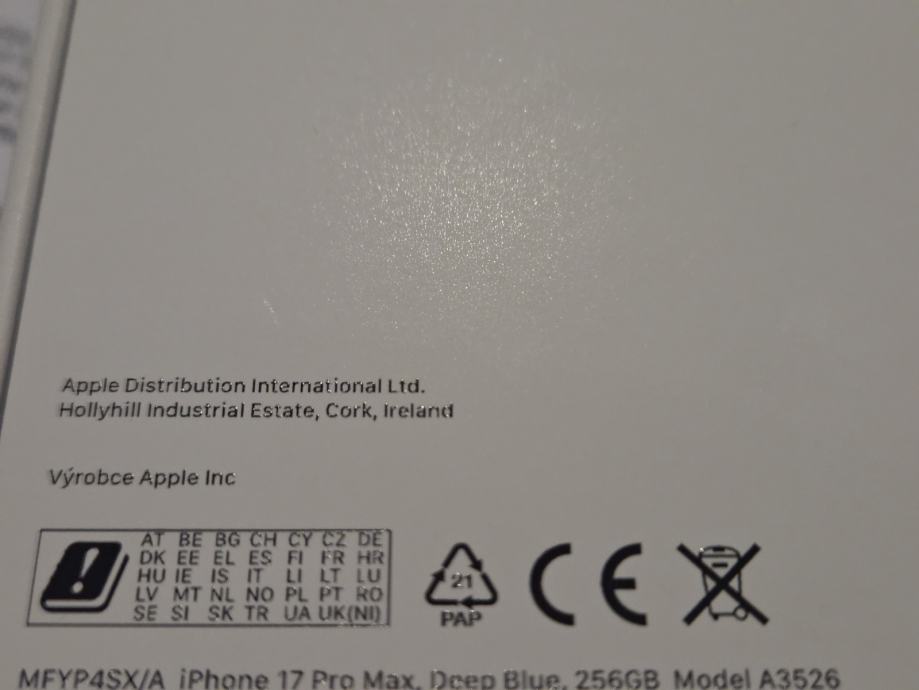 Apple Distribution International Ltd.
Hollyhill Industrial Estate, Cork, Ireland
Výrobce Apple Inc
AT BE BG CH CY CZ DE
DK EE EL ES FI FR HR
HU IE IS IT LI LT LU
LV MT NL NO PL PT RO
SE SI SK TR UA UK(NI)
21
PAP
CE
MFYP4SX/A iPhone 17 Pro Max, Deep Blue, 256GB Model A3526